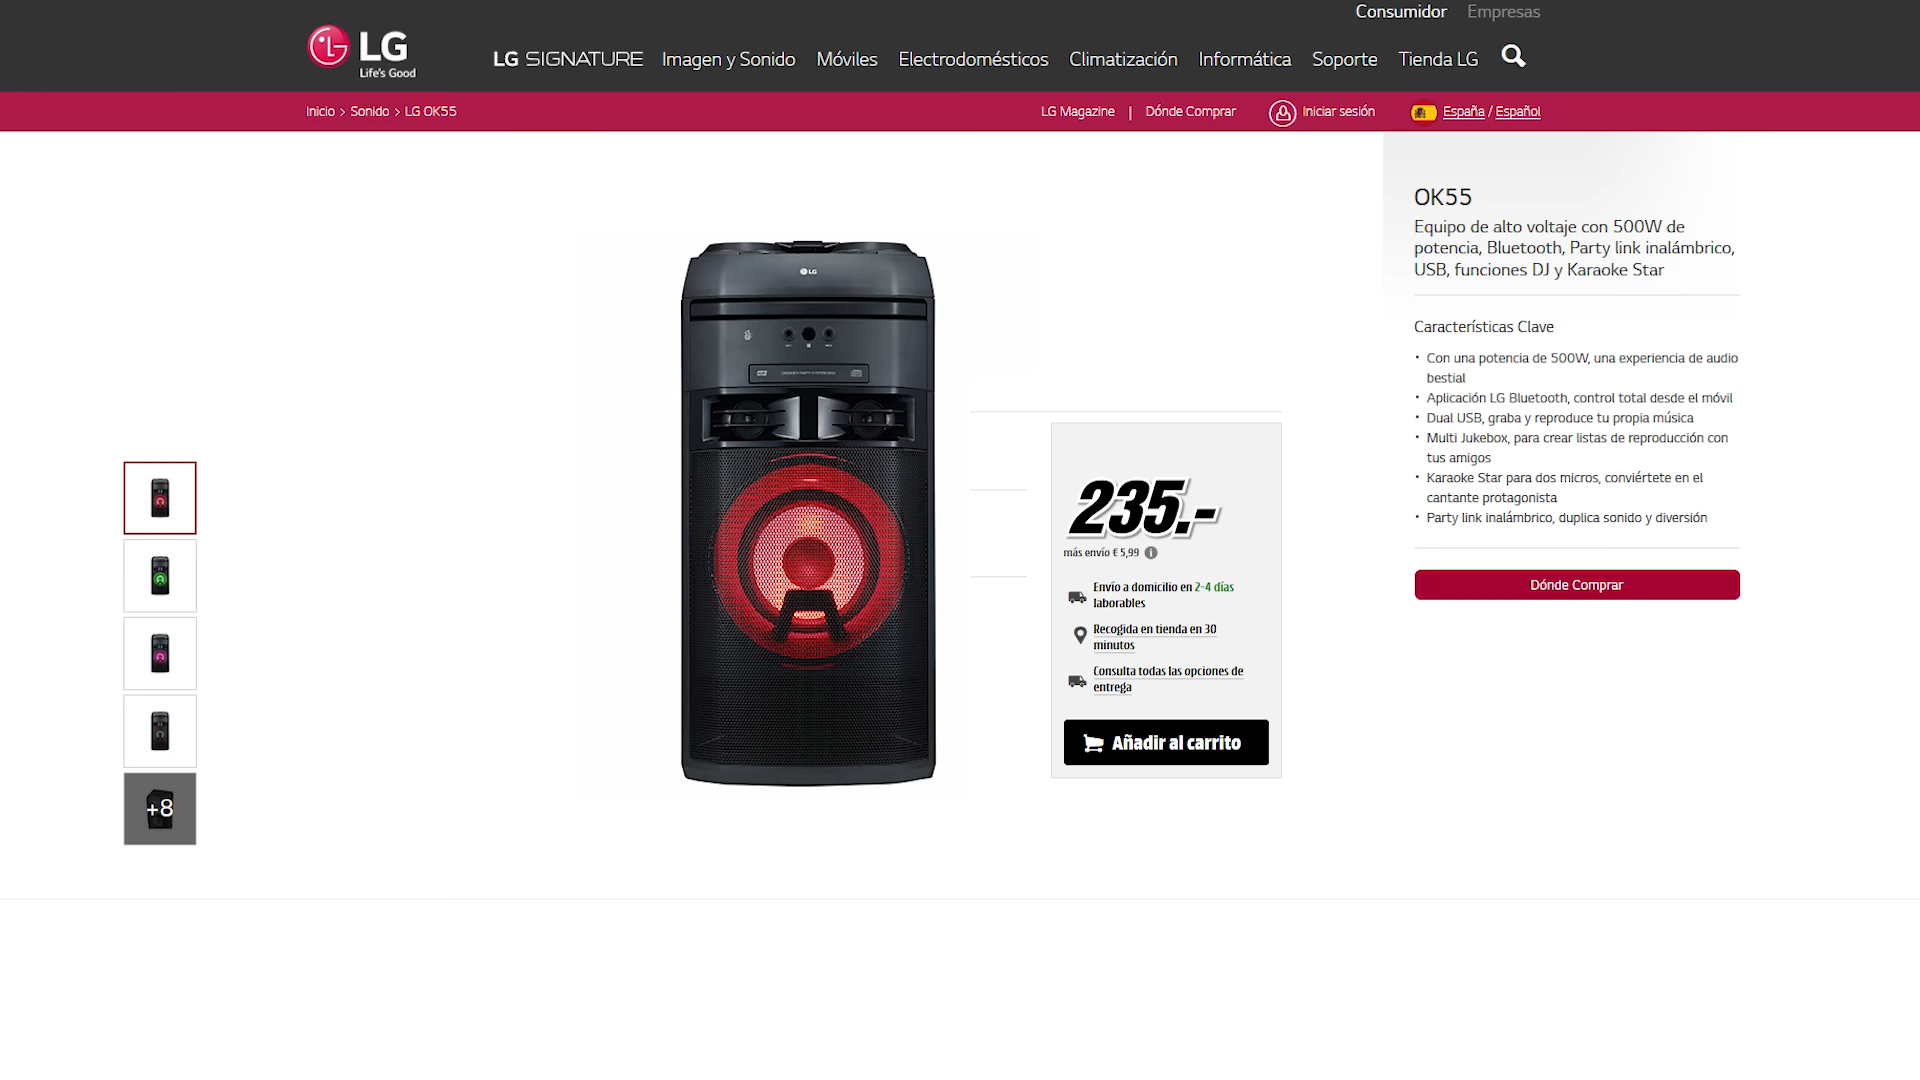 Consumidor Empresas
LG
Life's Good
LG SIGNATURE Imagen y Sonido Móviles Electrodomésticos Climatización Informática Soporte Tienda LG
Inicio > Sonido > LG OK55
LG Magazine | Dónde Comprar Iniciar sesión España / Español
OK55
Equipo de alto voltaje con 500W de
potencia, Bluetooth, Party link inalámbrico,
USB, funciones DJ y Karaoke Star
Características Clave
• Con una potencia de 500W, una experiencia de audio
bestial
• Aplicación LG Bluetooth, control total desde el móvil
• Dual USB, graba y reproduce tu propia música
• Multi Jukebox, para crear listas de reproducción con
tus amigos
• Karaoke Star para dos micros, conviértete en el
cantante protagonista
• Party link inalámbrico, duplica sonido y diversión
Dónde Comprar
LG
235.-
más envío € 5,99
Envío a domicilio en 2-4 días
laborables
Recogida en tienda en 30
minutos
Consulta todas las opciones de
entrega
Añadir al carrito
+8